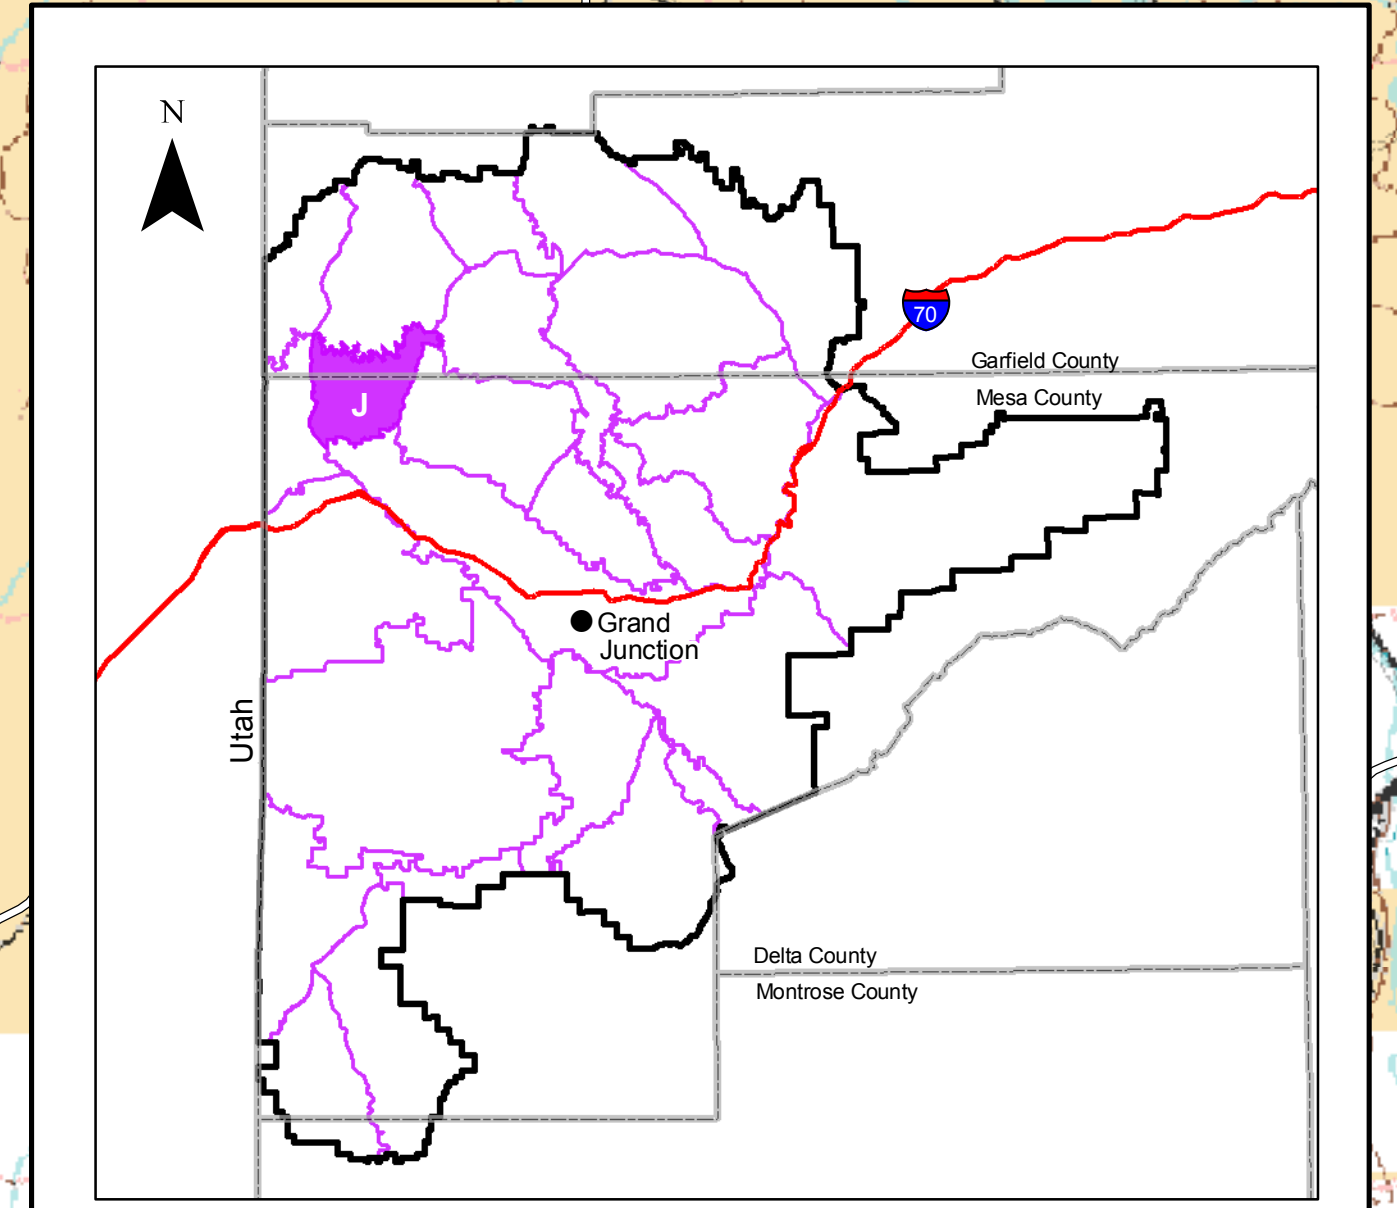 N
70
Garfield County
Mesa County
J
Grand
Junction
Utah
Delta County
Montrose County